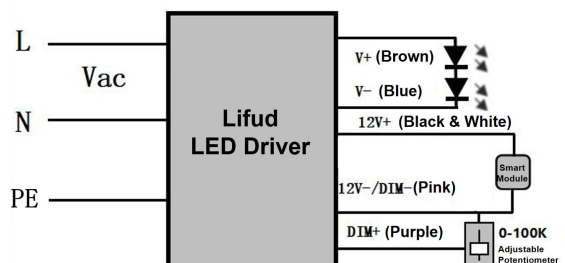 L
Vac
N
PE
Lifud
LED Driver
V+ (Brown)
V- (Blue)
12V+ (Black & White)
Smart
Module
12V-/DIM-(Pink)
DIM+ (Purple)
0-100K
Adjustable
Potentiometer